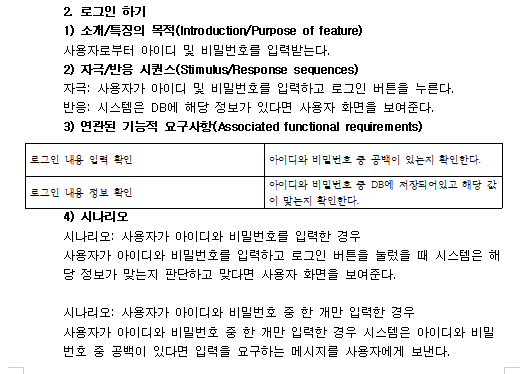 2. 로그인 하기
1) 소개/특징의 목적(Introduction/Purpose of feature)
사용자로부터 아이디 및 비밀번호를 입력받는다.
2) 자극/반응 시퀀스(Stimulus/Response sequences)
자극: 사용자가 아이디 및 비밀번호를 입력하고 로그인 버튼을 누른다.
반응: 시스템은 DB에 해당 정보가 있다면 사용자 화면을 보여준다.
3) 연관된 기능적 요구사항(Associated functional requirements)
로그인 내용 입력 확인
아이디와 비밀번호 중 공백이 있는지 확인한다.
로그인 내용 정보 확인
아이디와 비밀번호 중 DB에 저장되어있고 해당 값
이 맞는지 확인한다.
4) 시나리오
시나리오: 사용자가 아이디와 비밀번호를 입력한 경우
사용자가 아이디와 비밀번호를 입력하고 로그인 버튼을 눌렀을 때 시스템은 해
당 정보가 맞는지 판단하고 맞다면 사용자 화면을 보여준다.
시나리오: 사용자가 아이디와 비밀번호 중 한 개만 입력한 경우
사용자가 아이디와 비밀번호 중 한 개만 입력한 경우 시스템은 아이디와 비밀
번호 중 공백이 있다면 입력을 요구하는 메시지를 사용자에게 보낸다.